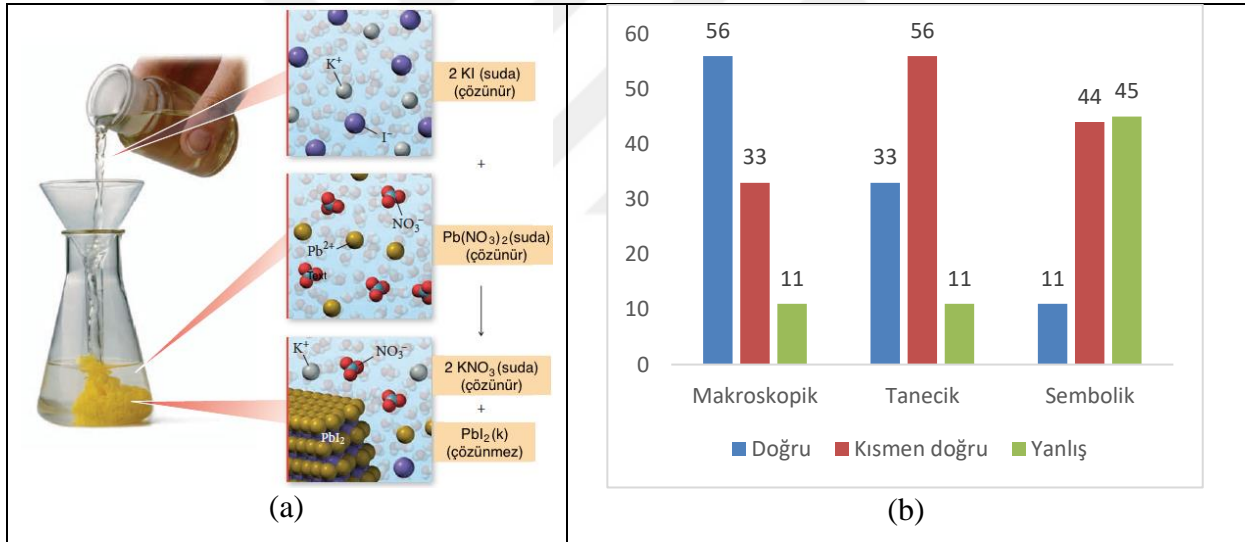 K⁺
I⁻
2 KI (suda)
(çözünür)
+
NO₃⁻
Pb²⁺
Text
Pb(NO₃)₂(suda)
(çözünür)
K⁺
NO₃⁻
PbI₂
2 KNO₃(suda)
(çözünür)
+
PbI₂(k)
(çözünmez)
(a)
60
50
40
30
20
10
0
56
33
11
33
56
11
11
44
45
Makroskopik
Tanecik
Sembolik
Doğru
Kısmen doğru
Yanlış
(b)